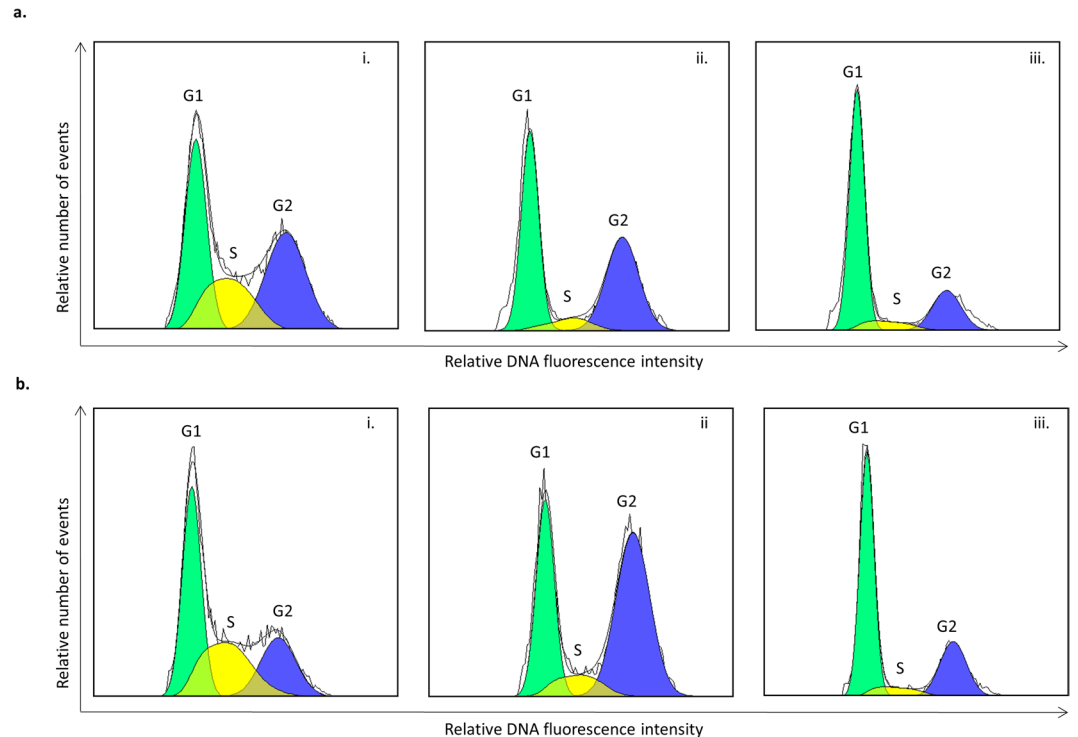 a.
i.
ii.
iii.
G1
S
G2
G1
S
G2
G1
S
G2
Relative number of events
Relative DNA fluorescence intensity
b.
i.
ii
iii.
G1
S
G2
G1
S
G2
G1
S
G2
Relative number of events
Relative DNA fluorescence intensity